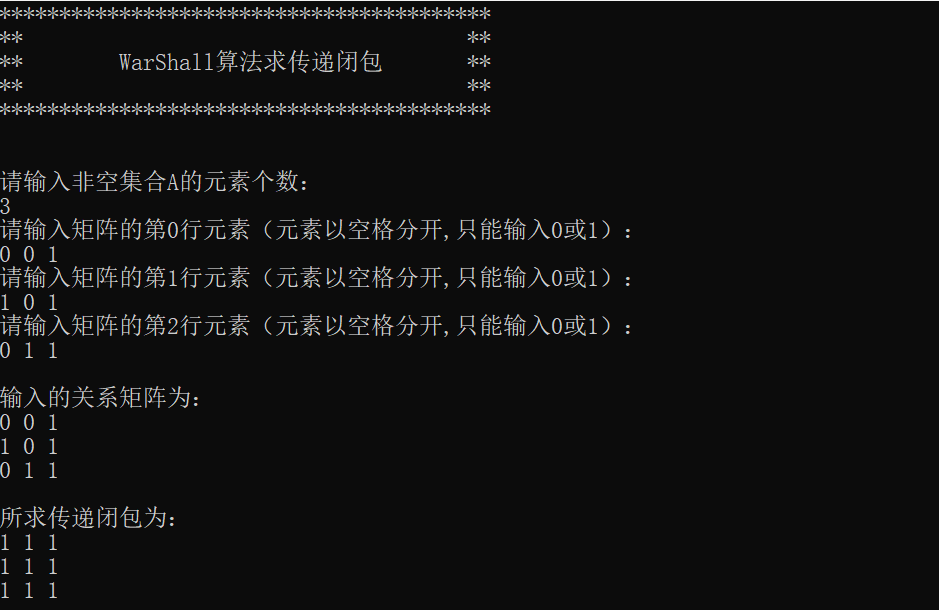 *****************************************
** **
** WarShall算法求传递闭包 **
** **
*****************************************
请输入非空集合A的元素个数:
3
请输入矩阵的第0行元素（元素以空格分开,只能输入0或1）:
0 0 1
请输入矩阵的第1行元素（元素以空格分开,只能输入0或1）:
1 0 1
请输入矩阵的第2行元素（元素以空格分开,只能输入0或1）:
0 1 1
输入的关系矩阵为:
0 0 1
1 0 1
0 1 1
所求传递闭包为:
1 1 1
1 1 1
1 1 1